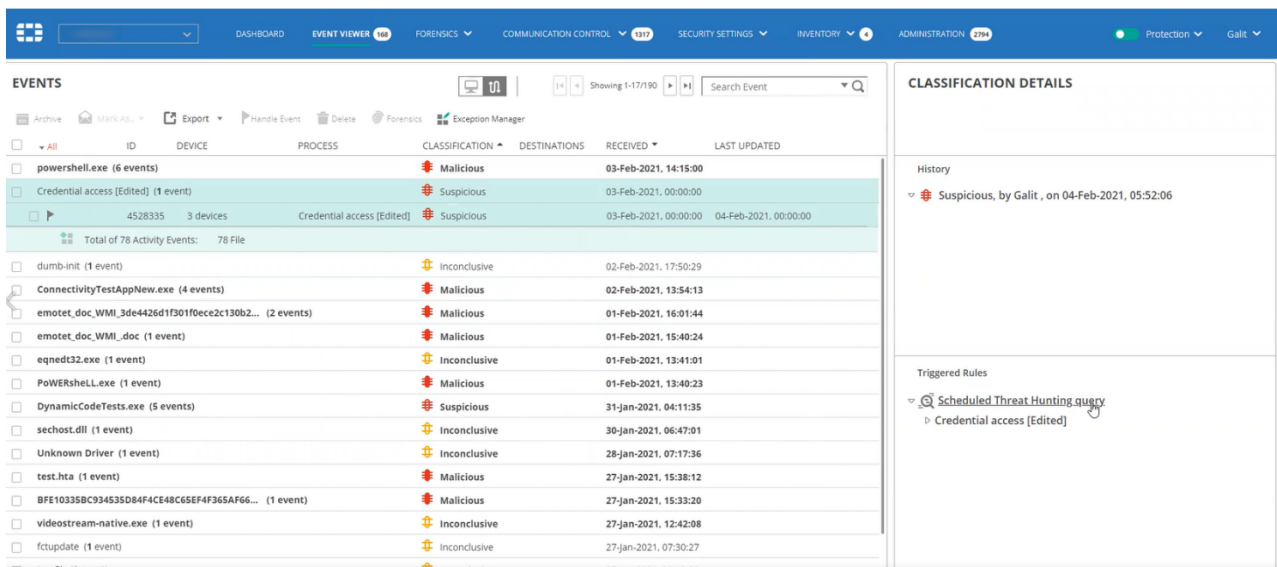 DASHBOARD EVENT VIEWER 168 FORENSICS COMMUNICATION CONTROL 1317 SECURITY SETTINGS INVENTORY 4 ADMINISTRATION 2794 Protection Galit
EVENTS Showing 1-17/190 Search Event
Archive Mark As... Export Handle Event Delete Forensics Exception Manager
All ID DEVICE PROCESS CLASSIFICATION DESTINATIONS RECEIVED LAST UPDATED
powershell.exe (6 events) Malicious 03-Feb-2021, 14:15:00
Credential access [Edited] (1 event) Suspicious 03-Feb-2021, 00:00:00
4528335 3 devices Credential access [Edited] Suspicious 03-Feb-2021, 00:00:00 04-Feb-2021, 00:00:00
Total of 78 Activity Events: 78 File
dumb-init (1 event) Inconclusive 02-Feb-2021, 17:50:29
ConnectivityTestAppNew.exe (4 events) Malicious 02-Feb-2021, 13:54:13
emotet_doc_WMI_3de4426d1f301f0ece2c130b2... (2 events) Malicious 01-Feb-2021, 16:01:44
emotet_doc_WMI_.doc (1 event) Malicious 01-Feb-2021, 15:40:24
eqnedt32.exe (1 event) Inconclusive 01-Feb-2021, 13:41:01
PoWERsheLL.exe (1 event) Malicious 01-Feb-2021, 13:40:23
DynamicCodeTests.exe (5 events) Suspicious 31-Jan-2021, 04:11:35
sechost.dll (1 event) Inconclusive 30-Jan-2021, 06:47:01
Unknown Driver (1 event) Inconclusive 28-Jan-2021, 07:17:36
test.hta (1 event) Malicious 27-Jan-2021, 15:38:12
BFE10335BC934535D84F4CE48C65EF4F365AF66... (1 event) Malicious 27-Jan-2021, 15:33:20
videostream-native.exe (1 event) Inconclusive 27-Jan-2021, 12:42:08
fctupdate (1 event) Inconclusive 27-Jan-2021, 07:30:27
CLASSIFICATION DETAILS
History
Suspicious, by Galit , on 04-Feb-2021, 05:52:06
Triggered Rules
Scheduled Threat Hunting query
Credential access [Edited]